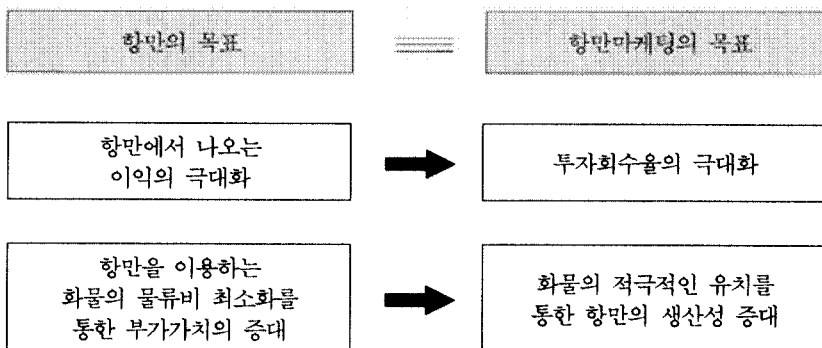 항만의 목표
항만마케팅의 목표
항만에서 나오는
이익의 극대화
투자회수율의 극대화
항만을 이용하는
화물의 물류비 최소화를
통한 부가가치의 증대
화물의 적극적인 유치를
통한 항만의 생산성 증대